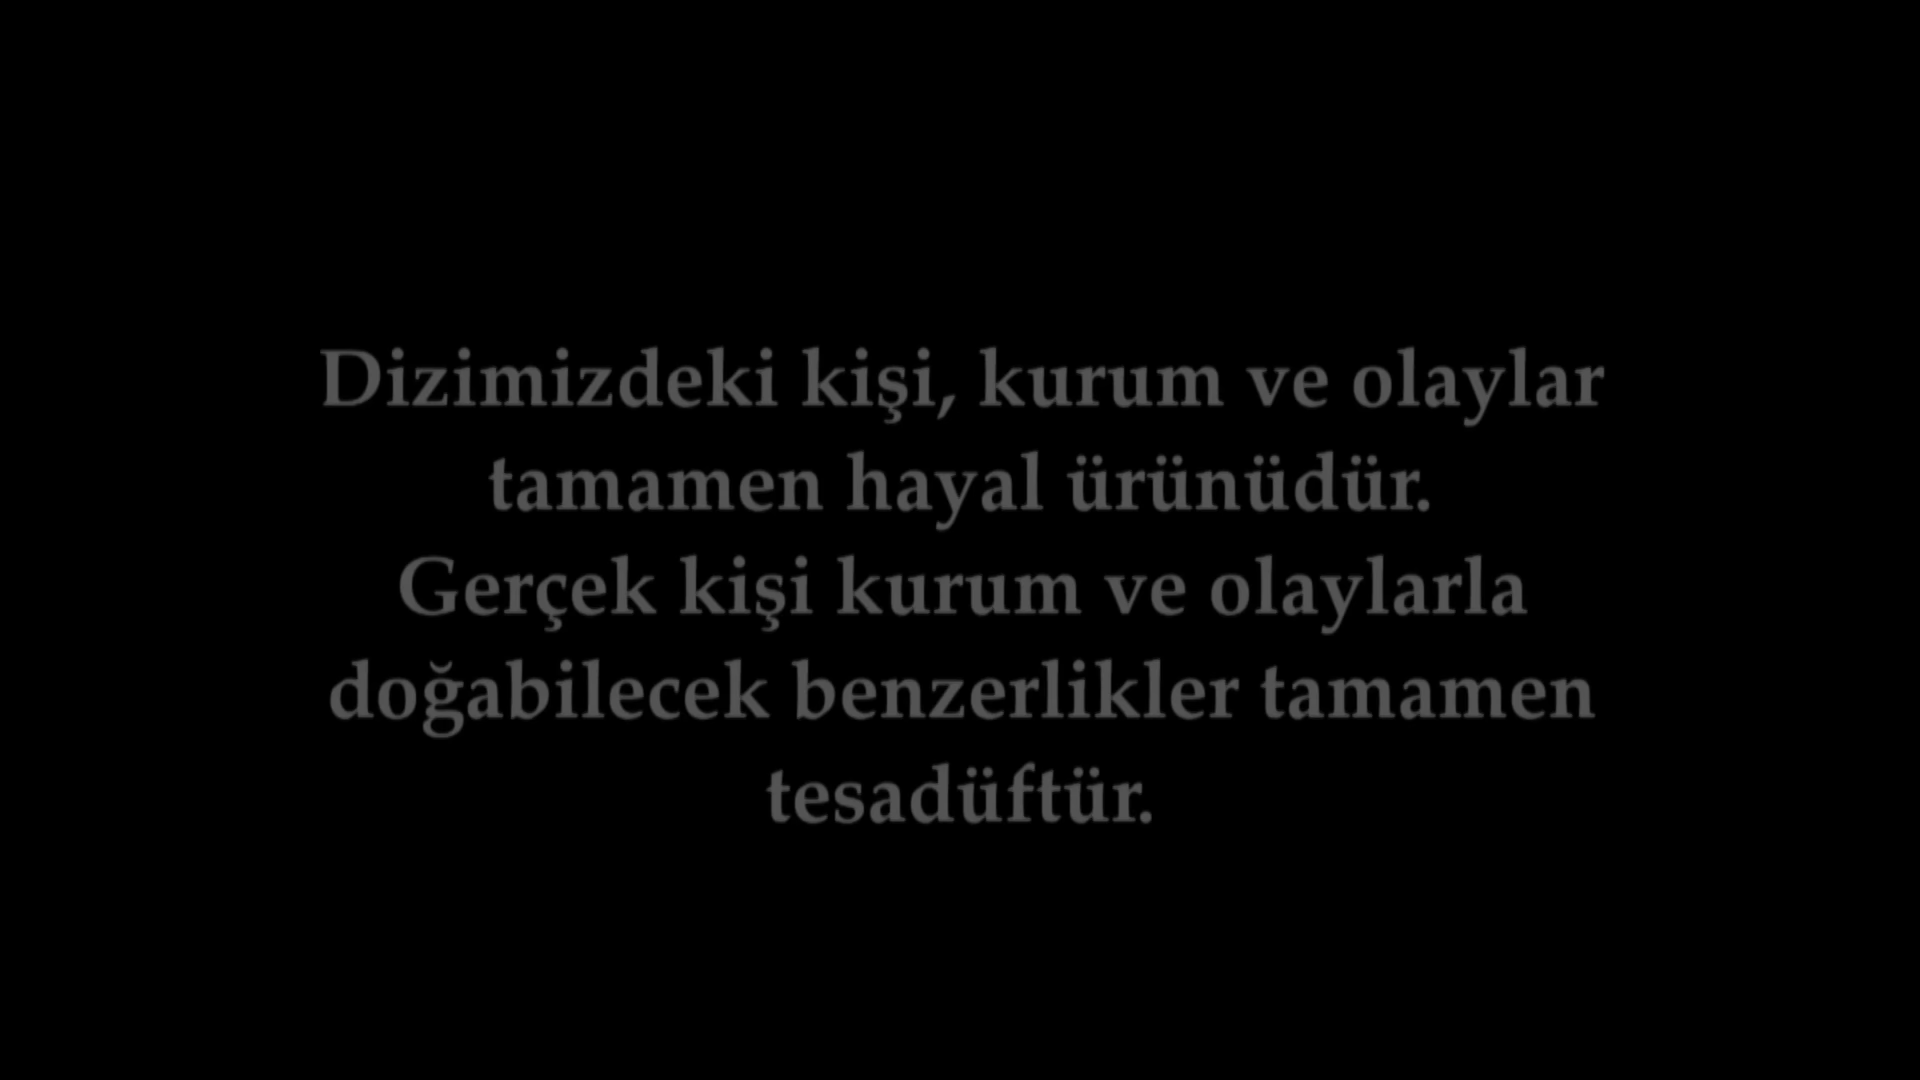 Dizimizdeki kişi, kurum ve olaylar
tamamen hayal ürünüdür.
Gerçek kişi kurum ve olaylarla
doğabilecek benzerlikler tamamen
tesadüftür.